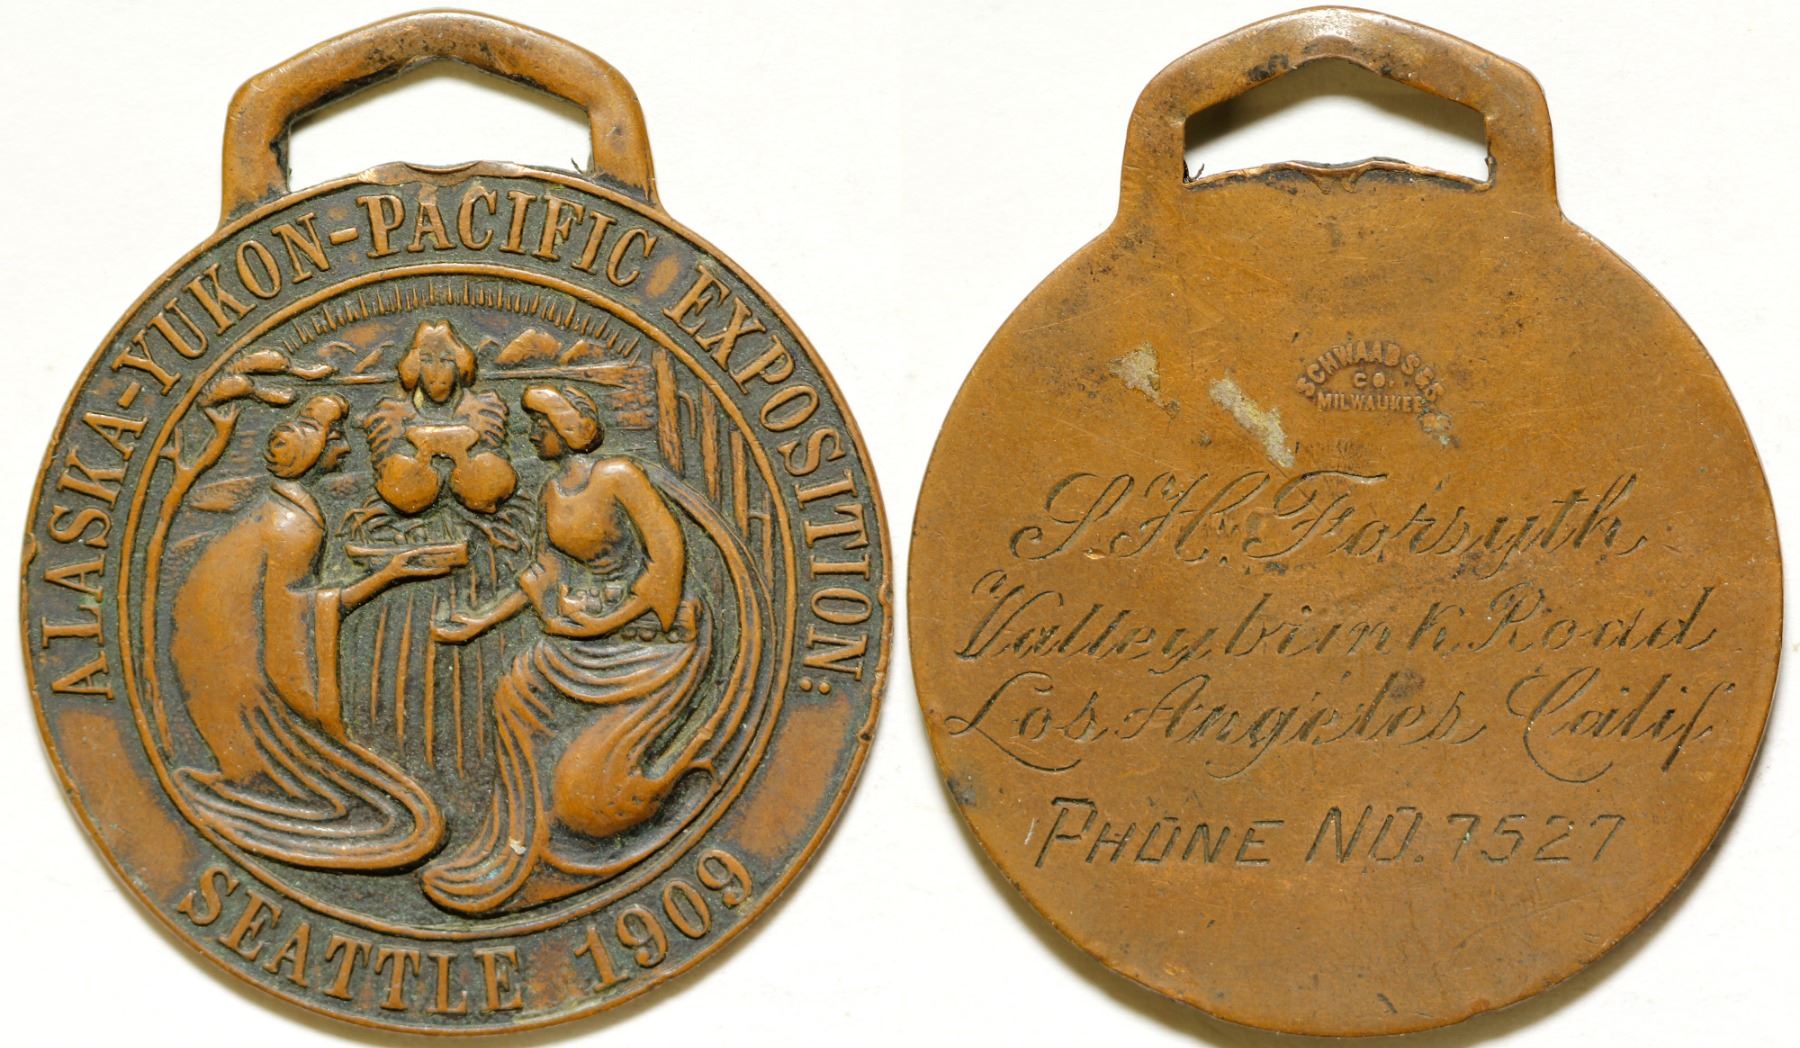 ALASKA-YUKON-PACIFIC EXPOSITION:
SEATTLE 1909
SCHWAAB S&S
CO.
MILWAUKEE
S. H. Forsyth
Valleybrink Road
Los Angeles Calif
PHONE NO. 7527